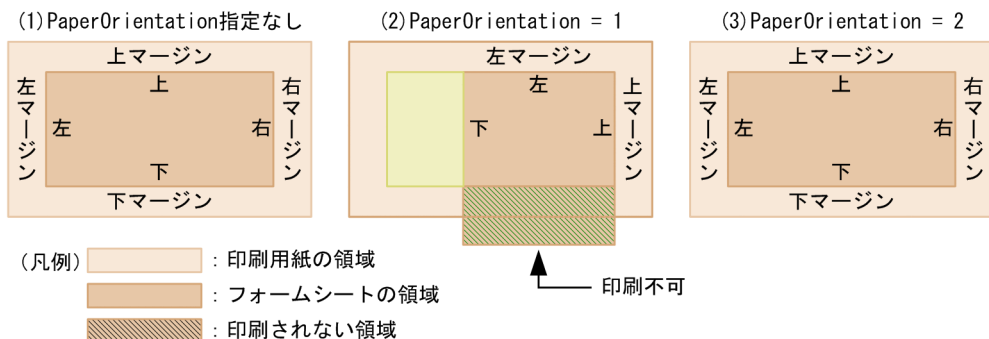 (1)PaperOrientation指定なし
上マージン
左マージン
上
左
右
下
右マージン
下マージン
(2)PaperOrientation = 1
左マージン
左
下
上
上マージン
印刷不可
(3)PaperOrientation = 2
上マージン
左マージン
上
左
右
下
右マージン
下マージン
(凡例)
：印刷用紙の領域
：フォームシートの領域
：印刷されない領域